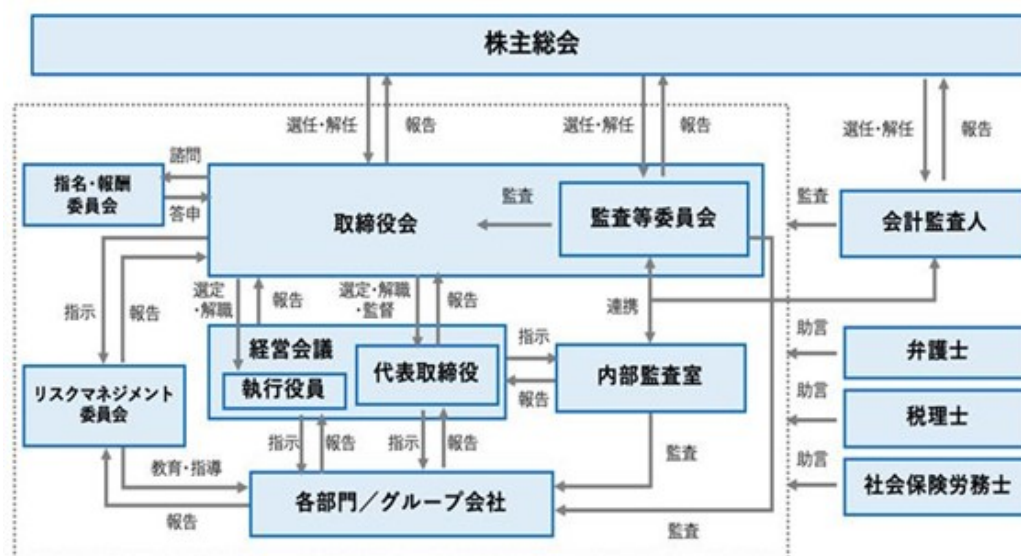 株主総会
選任・解任
報告
選任・解任
報告
選任・解任
報告
諮問
指名・報酬
委員会
答申
取締役会
監査
監査等委員会
監査
会計監査人
指示
報告
選定
・解職
報告
選定・解職
・監督
報告
連携
経営会議
執行役員
代表取締役
指示
報告
内部監査室
助言
弁護士
リスクマネジメント
委員会
助言
税理士
指示
報告
指示
報告
監査
教育・指導
助言
社会保険労務士
各部門／グループ会社
報告
監査